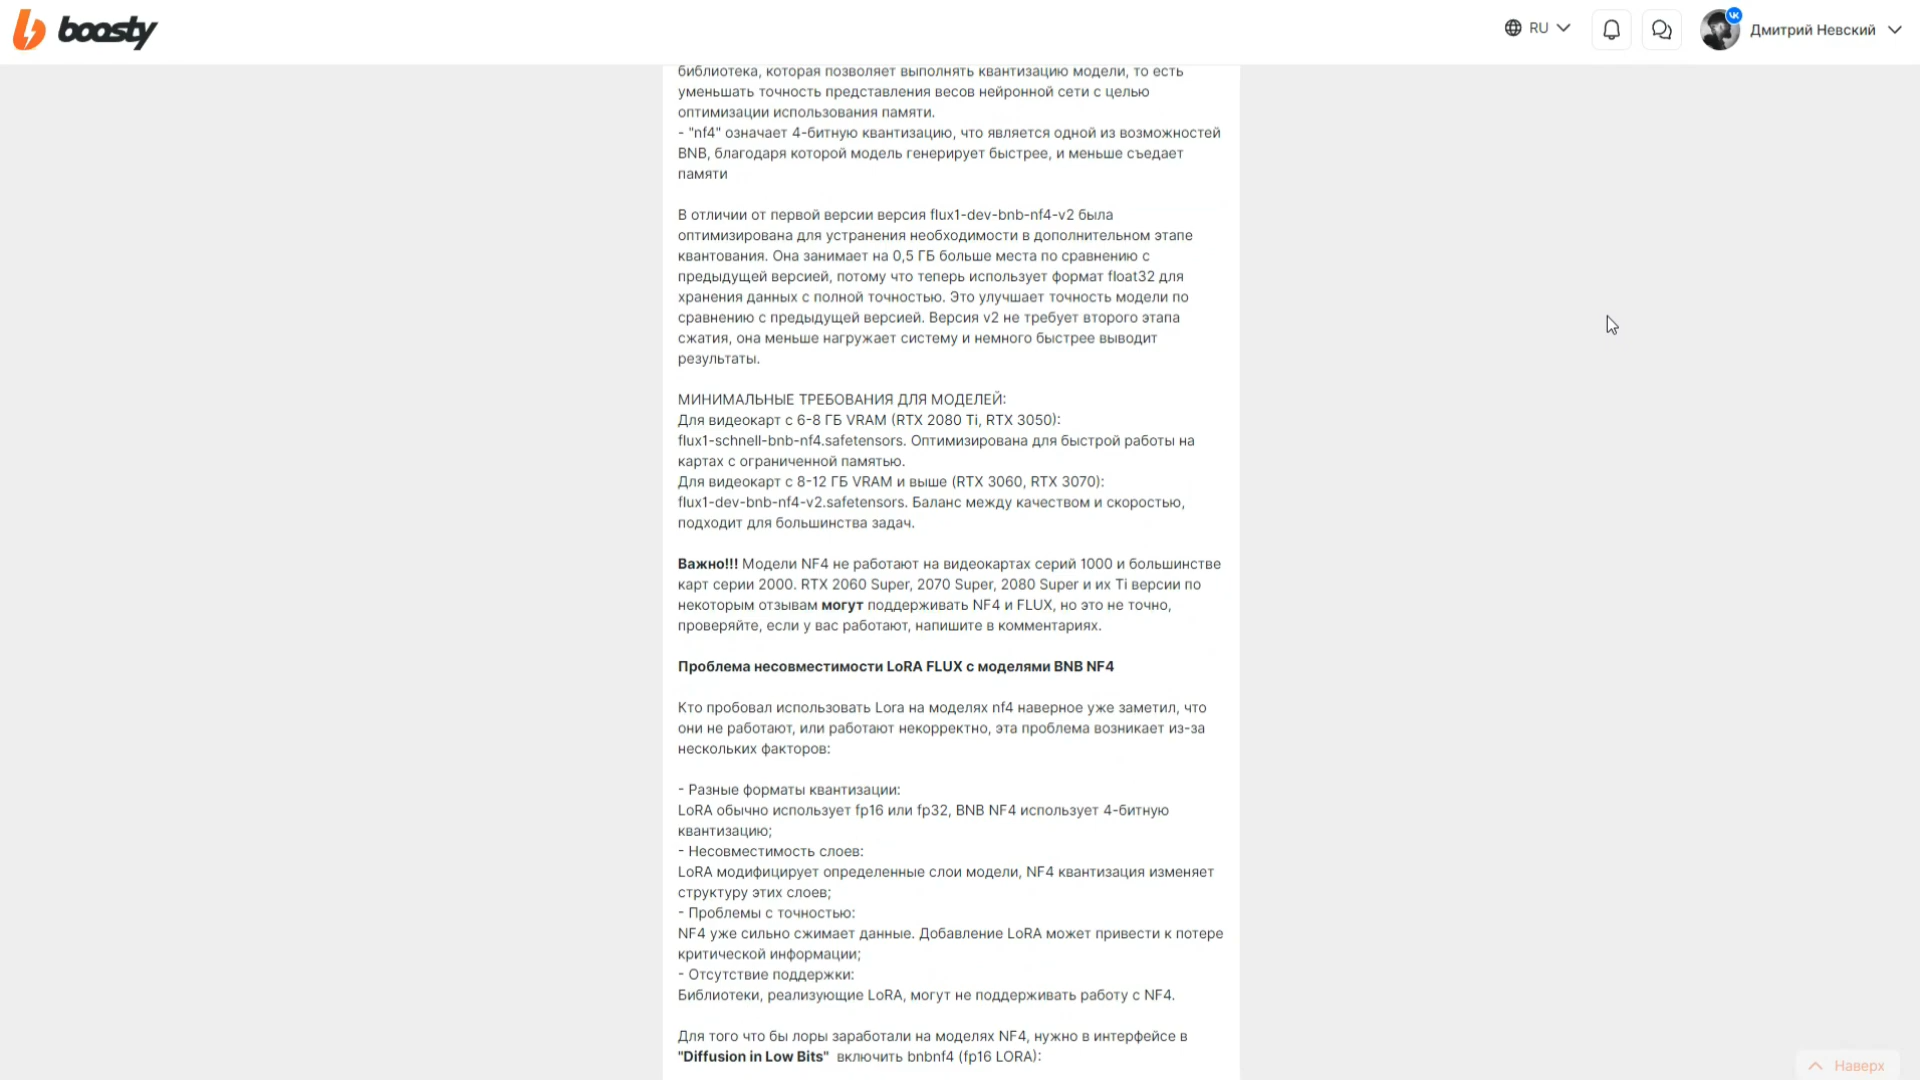 boosty
RU
Дмитрий Невский
библиотека, которая позволяет выполнять квантизацию модели, то есть
уменьшать точность представления весов нейронной сети с целью
оптимизации использования памяти.
- "nf4" означает 4-битную квантизацию, что является одной из возможностей
BNB, благодаря которой модель генерирует быстрее, и меньше съедает
памяти
В отличии от первой версии версия flux1-dev-bnb-nf4-v2 была
оптимизирована для устранения необходимости в дополнительном этапе
квантования. Она занимает на 0,5 ГБ больше места по сравнению с
предыдущей версией, потому что теперь использует формат float32 для
хранения данных с полной точностью. Это улучшает точность модели по
сравнению с предыдущей версией. Версия v2 не требует второго этапа
сжатия, она меньше нагружает систему и немного быстрее выводит
результаты.
МИНИМАЛЬНЫЕ ТРЕБОВАНИЯ ДЛЯ МОДЕЛЕЙ:
Для видеокарт с 6-8 ГБ VRAM (RTX 2080 Ti, RTX 3050):
flux1-schnell-bnb-nf4.safetensors. Оптимизирована для быстрой работы на
картах с ограниченной памятью.
Для видеокарт с 8-12 ГБ VRAM и выше (RTX 3060, RTX 3070):
flux1-dev-bnb-nf4-v2.safetensors. Баланс между качеством и скоростью,
подходит для большинства задач.
Важно!!! Модели NF4 не работают на видеокартах серий 1000 и большинстве
карт серии 2000. RTX 2060 Super, 2070 Super, 2080 Super и их Ti версии по
некоторым отзывам могут поддерживать NF4 и FLUX, но это не точно,
проверяйте, если у вас работают, напишите в комментариях.
Проблема несовместимости LoRA FLUX с моделями BNB NF4
Кто пробовал использовать Lora на моделях nf4 наверное уже заметил, что
они не работают, или работают некорректно, эта проблема возникает из-за
нескольких факторов:
- Разные форматы квантизации:
LoRA обычно использует fp16 или fp32, BNB NF4 использует 4-битную
квантизацию;
- Несовместимость слоев:
LoRA модифицирует определенные слои модели, NF4 квантизация изменяет
структуру этих слоев;
- Проблемы с точностью:
NF4 уже сильно сжимает данные. Добавление LoRA может привести к потере
критической информации;
- Отсутствие поддержки:
Библиотеки, реализующие LoRA, могут не поддерживать работу с NF4.
Для того что бы лоры заработали на моделях NF4, нужно в интерфейсе в
"Diffusion in Low Bits" включить bnbnf4 (fp16 LORA):
Наверх